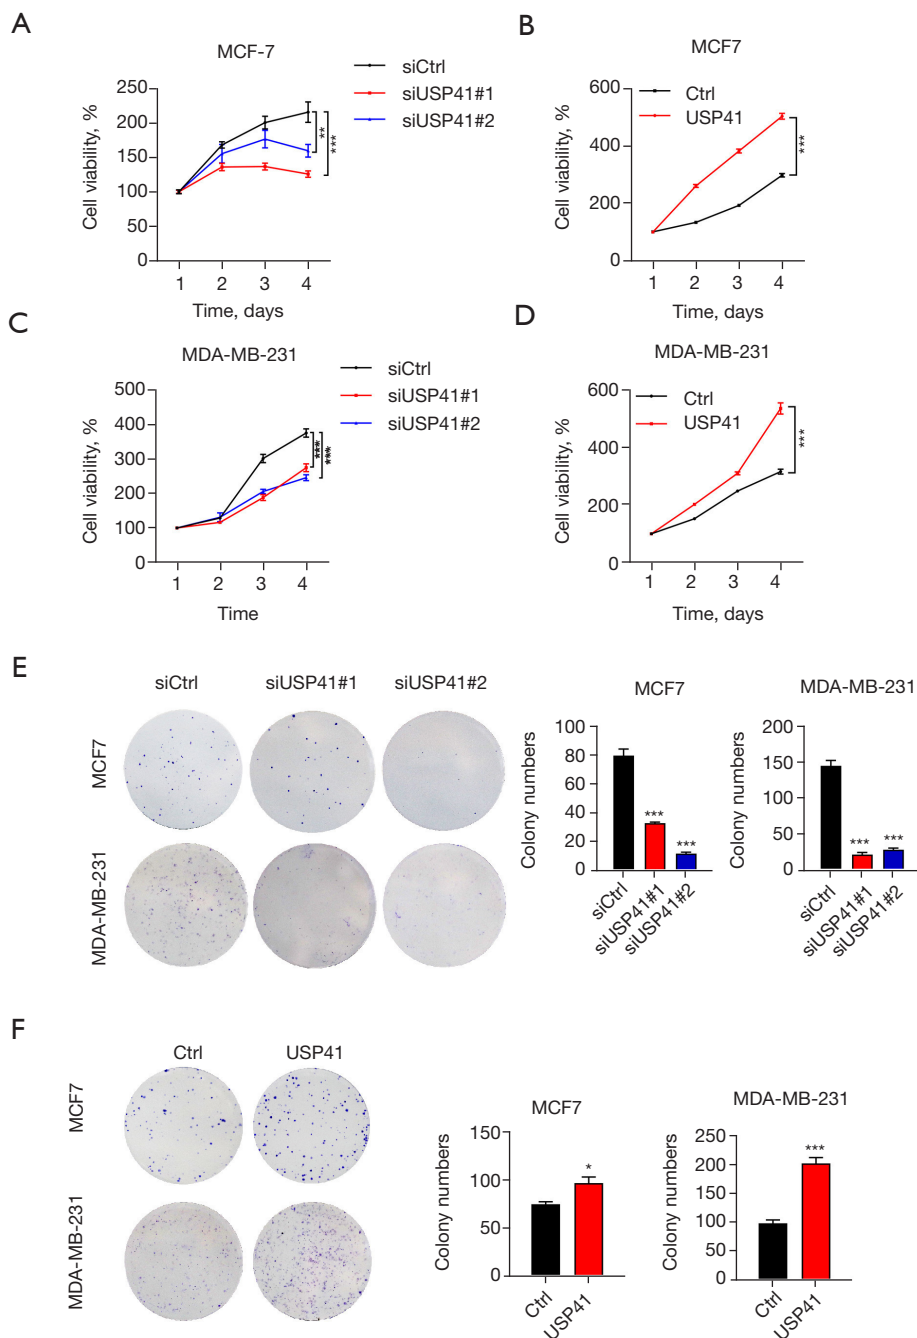 A
MCF-7
siCtrl
siUSP41#1
siUSP41#2
Cell viability, %
250
200
150
100
50
0
**
***
1 2 3 4
Time, days
B
MCF7
Ctrl
USP41
Cell viability, %
600
400
200
0
***
1 2 3 4
Time, days
C
MDA-MB-231
siCtrl
siUSP41#1
siUSP41#2
Cell viability, %
500
400
300
200
100
0
***
***
1 2 3 4
Time
D
MDA-MB-231
Ctrl
USP41
Cell viability, %
600
400
200
0
***
1 2 3 4
Time, days
E
siCtrl siUSP41#1 siUSP41#2
MCF7
MDA-MB-231
MCF7
Colony numbers
100
80
60
40
20
0
***
***
siCtrl
siUSP41#1
siUSP41#2
MDA-MB-231
Colony numbers
200
150
100
50
0
***
***
siCtrl
siUSP41#1
siUSP41#2
F
Ctrl USP41
MCF7
MDA-MB-231
MCF7
Colony numbers
150
100
50
0
*
Ctrl
USP41
MDA-MB-231
Colony numbers
250
200
150
100
50
0
***
Ctrl
USP41